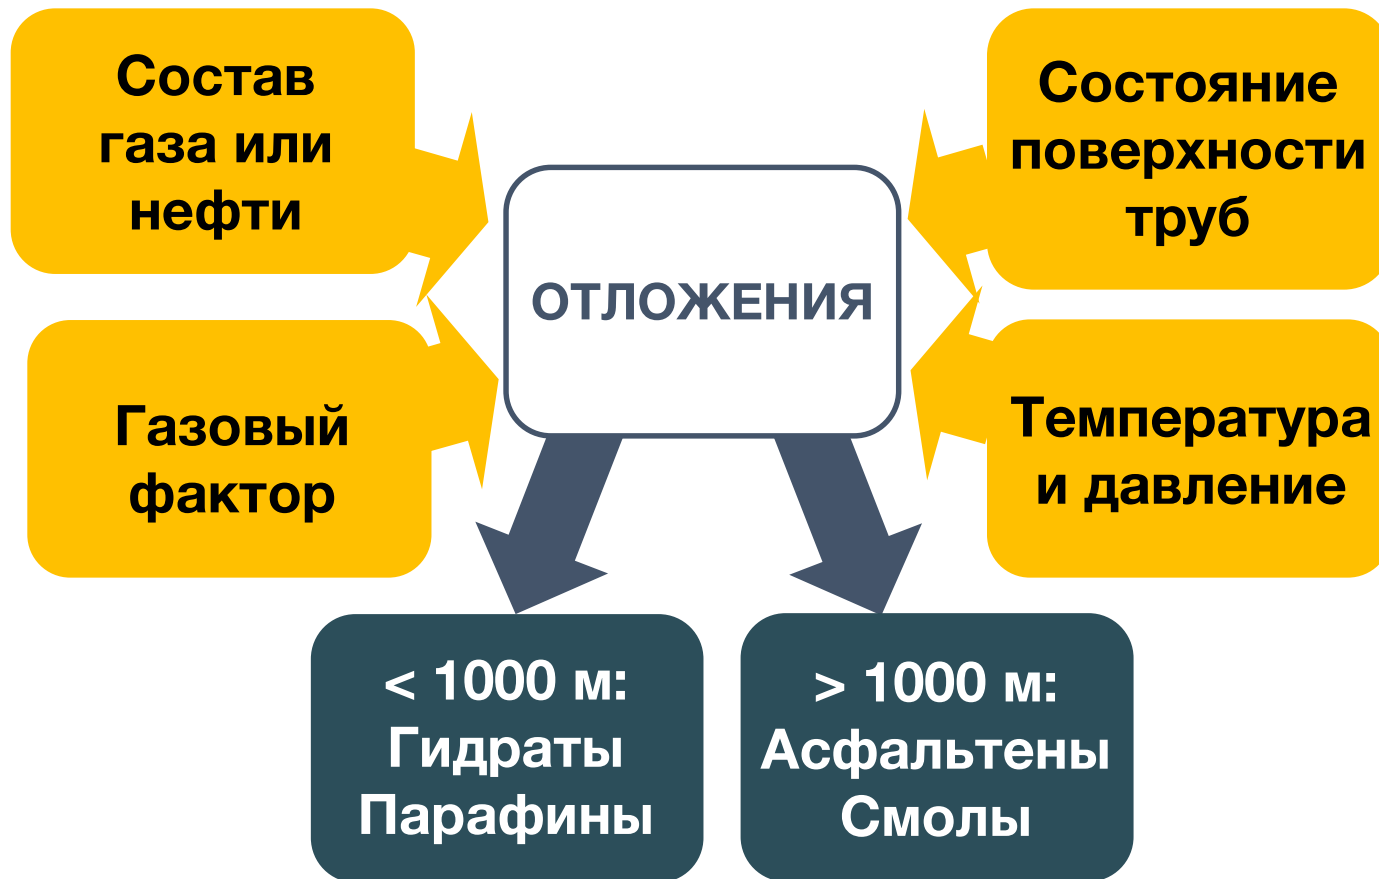 Состав
газа или
нефти
Состояние
поверхности
труб
ОТЛОЖЕНИЯ
Газовый
фактор
Температура
и давление
< 1000 м:
Гидраты
Парафины
> 1000 м:
Асфальтены
Смолы